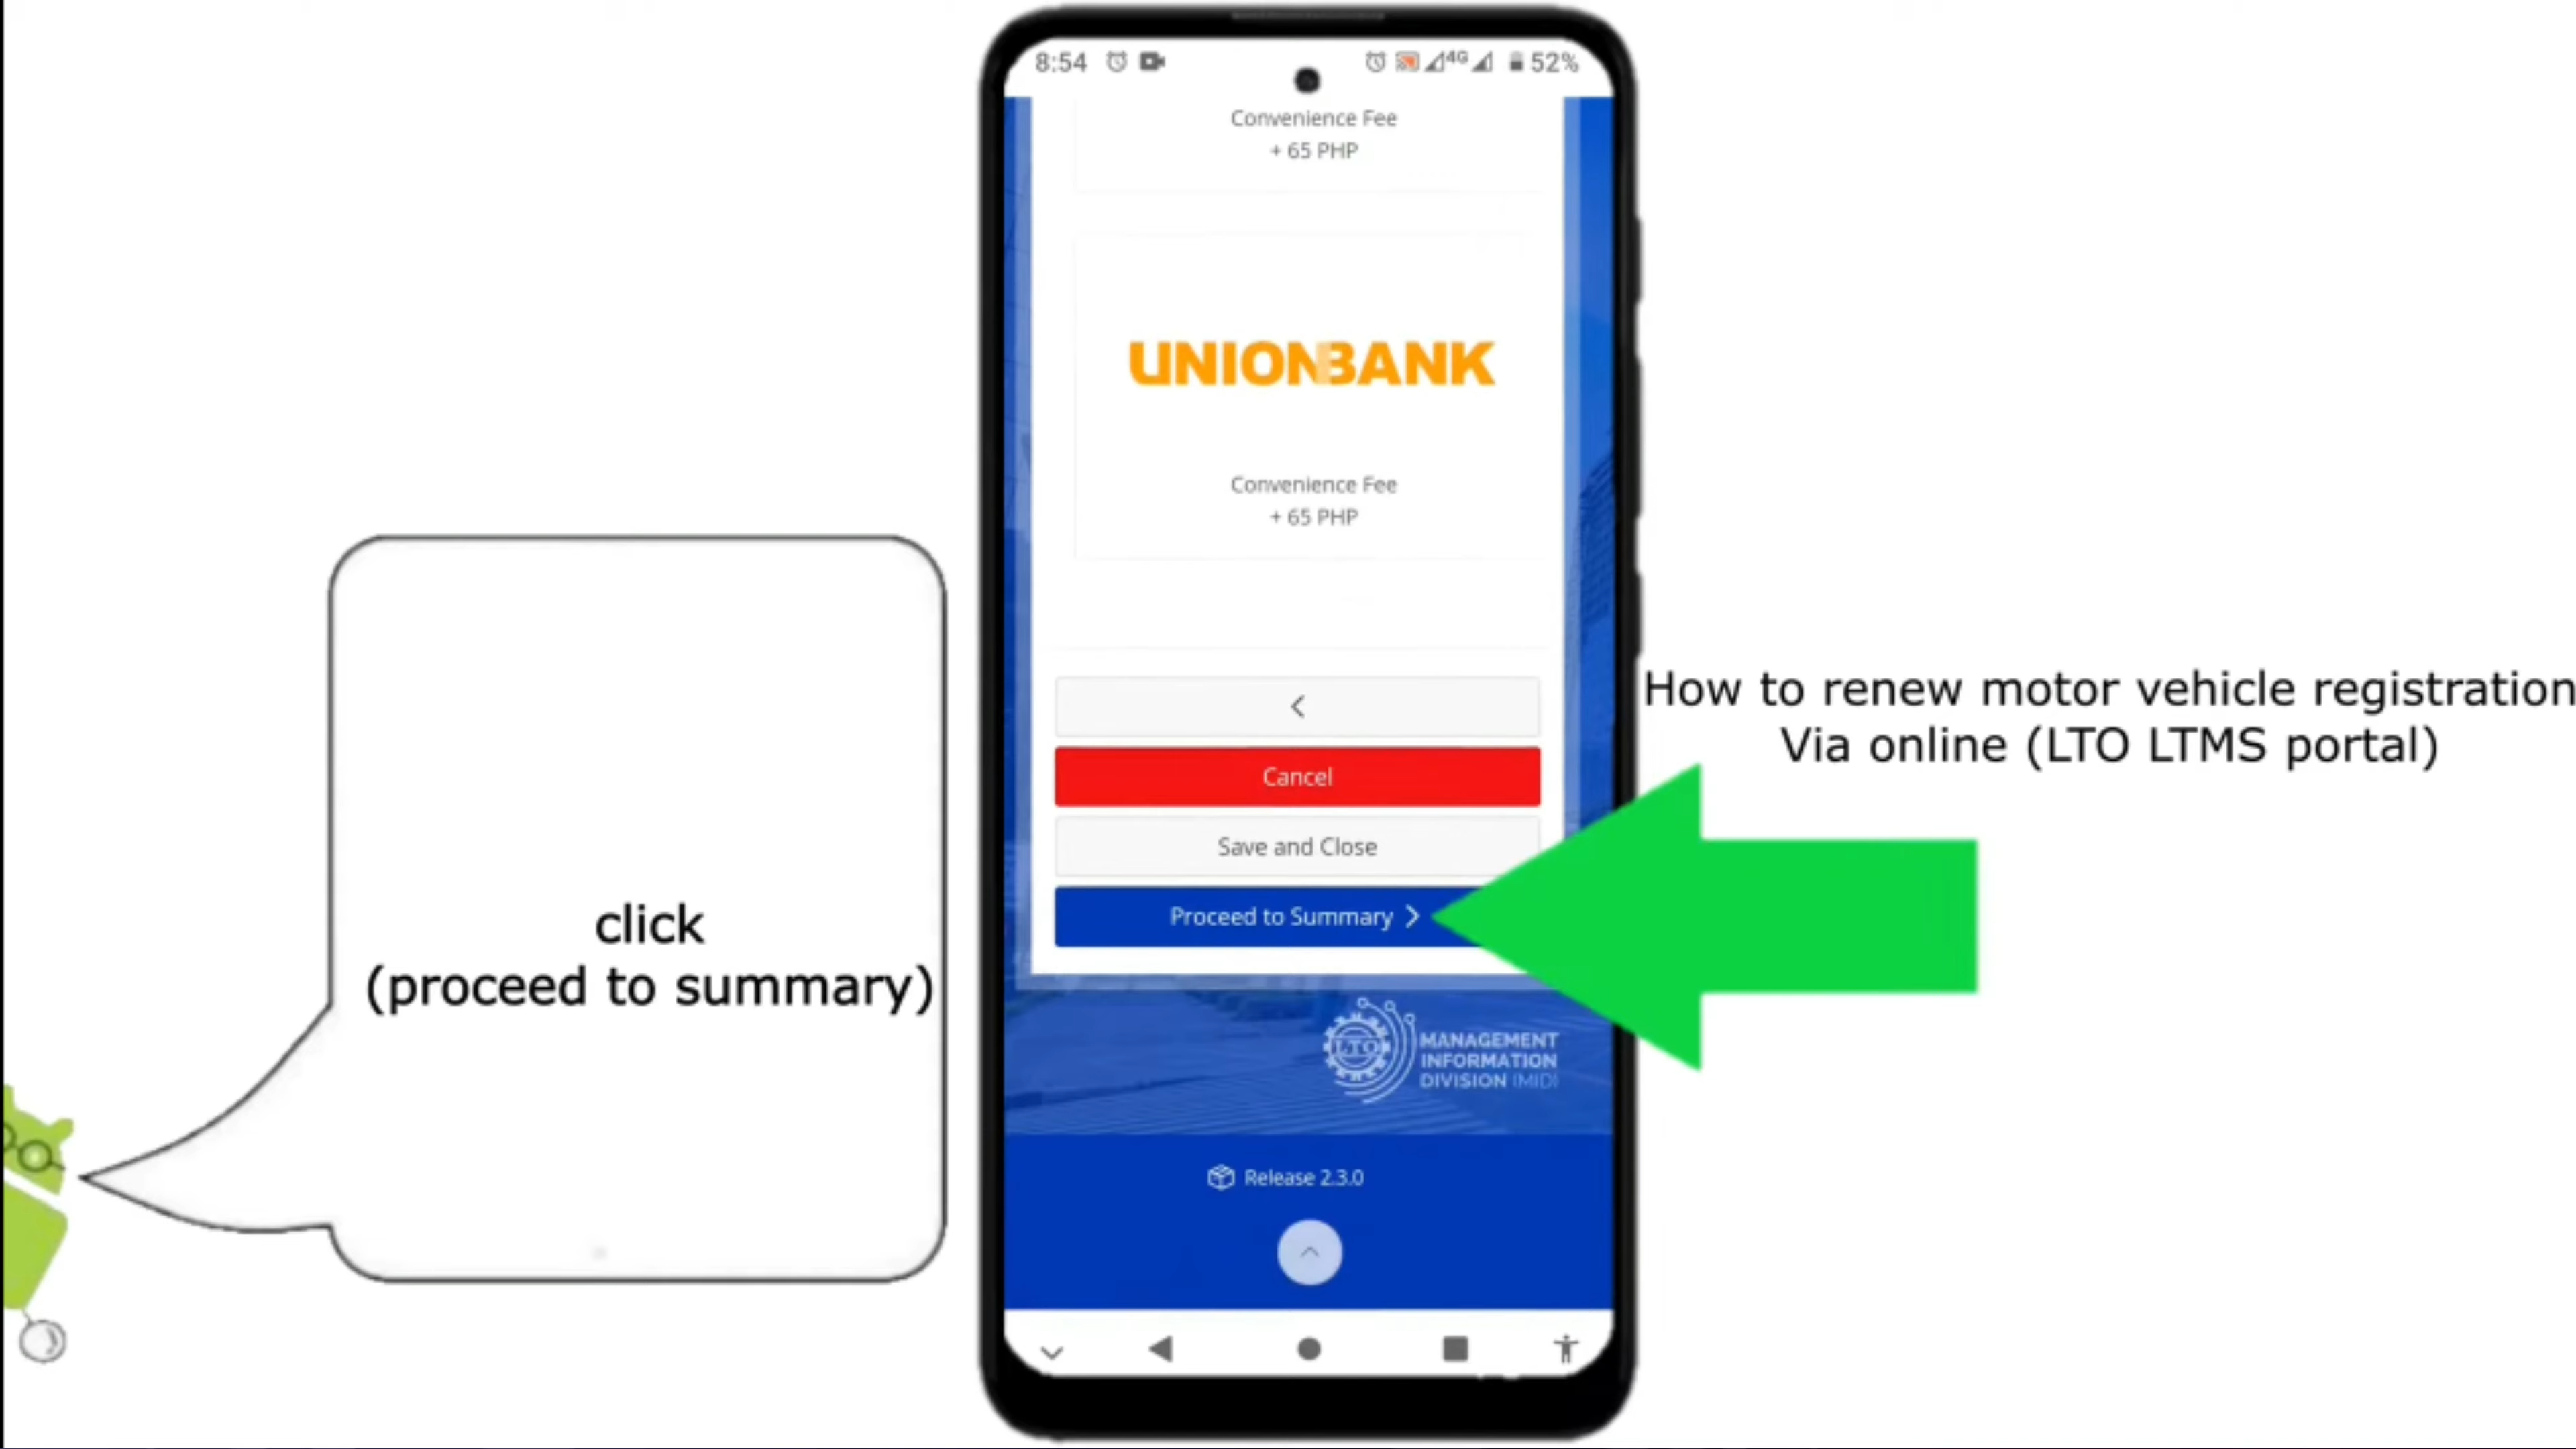 8:54
4G
52%
Convenience Fee
+ 65 PHP
UNIONBANK
Convenience Fee
+ 65 PHP
Cancel
Save and Close
Proceed to Summary
click
(proceed to summary)
How to renew motor vehicle registration
Via online (LTO LTMS portal)
LTO
MANAGEMENT
INFORMATION
DIVISION (MID)
Release 2.3.0